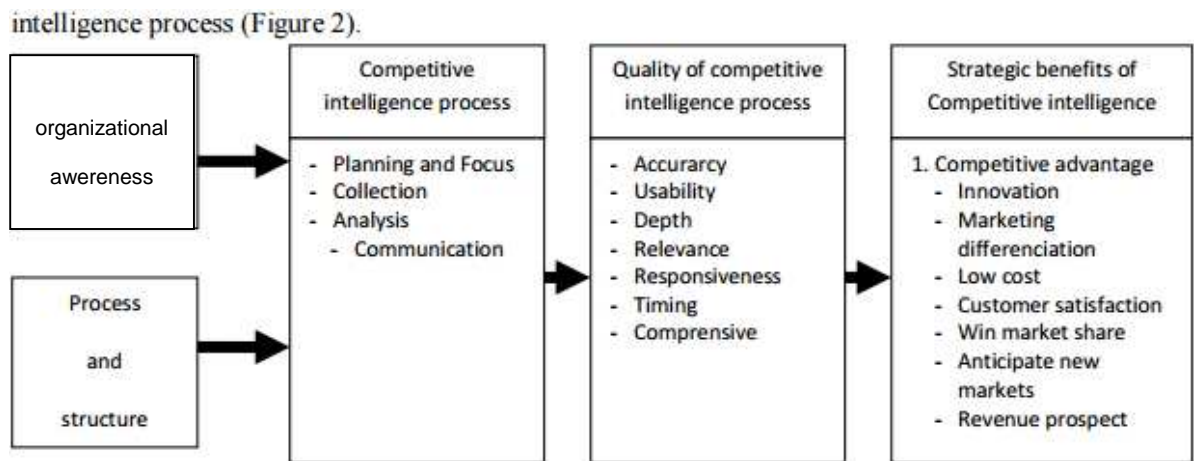 intelligence process (Figure 2).
organizational
awereness
Process
and
structure
Competitive
intelligence process
- Planning and Focus
- Collection
- Analysis
- Communication
Quality of competitive
intelligence process
- Accurarcy
- Usability
- Depth
- Relevance
- Responsiveness
- Timing
- Comprensive
Strategic benefits of
Competitive intelligence
1. Competitive advantage
- Innovation
- Marketing
differenciation
- Low cost
- Customer satisfaction
- Win market share
- Anticipate new
markets
- Revenue prospect